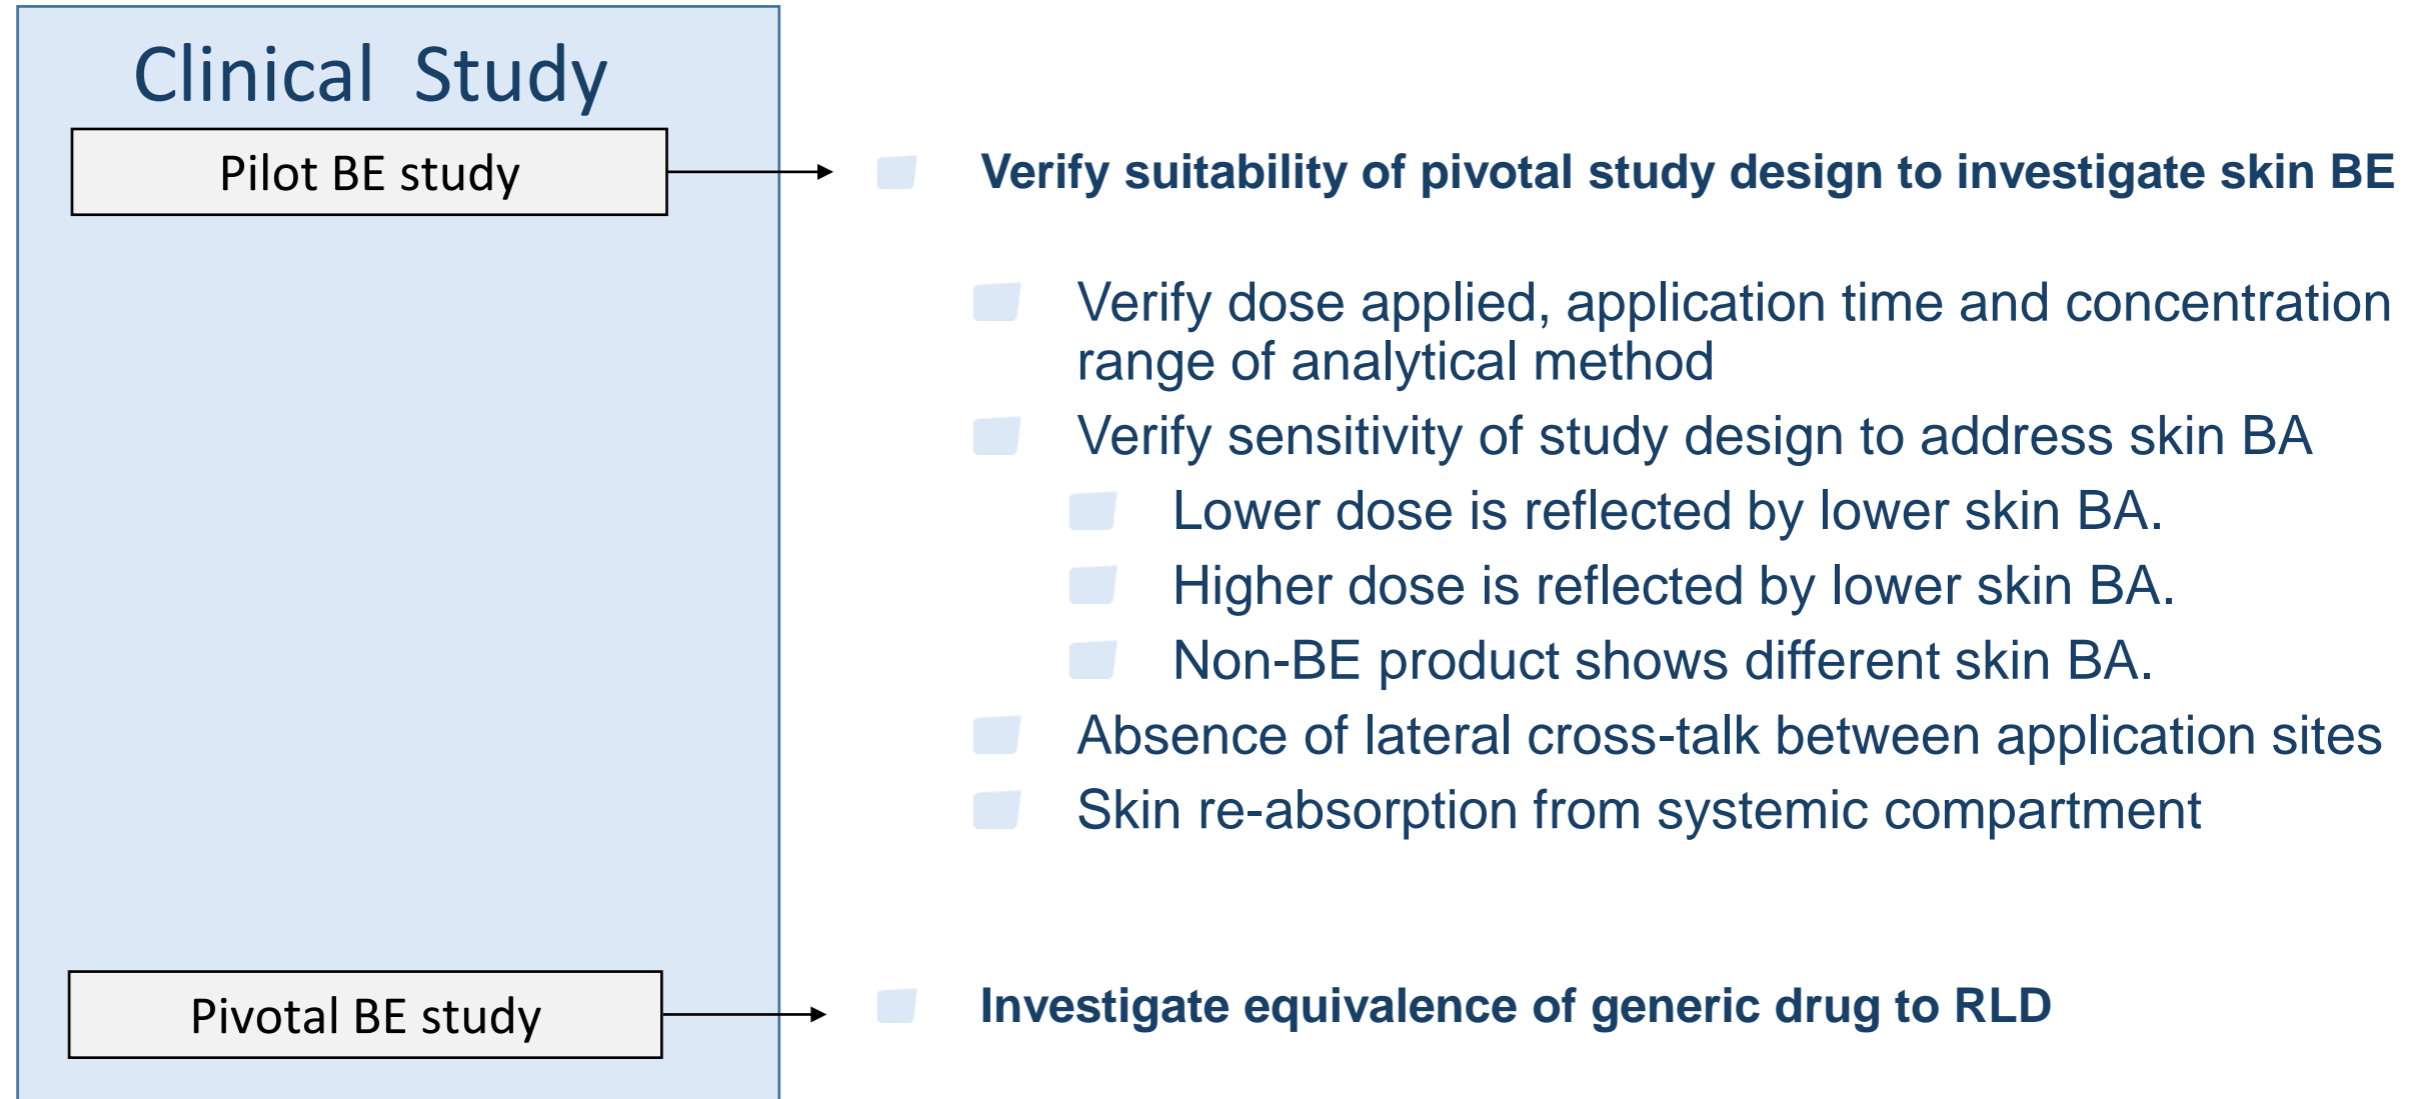 Clinical Study
Pilot BE study
Verify suitability of pivotal study design to investigate skin BE
Verify dose applied, application time and concentration
range of analytical method
Verify sensitivity of study design to address skin BA
Lower dose is reflected by lower skin BA.
Higher dose is reflected by lower skin BA.
Non-BE product shows different skin BA.
Absence of lateral cross-talk between application sites
Skin re-absorption from systemic compartment
Pivotal BE study
Investigate equivalence of generic drug to RLD